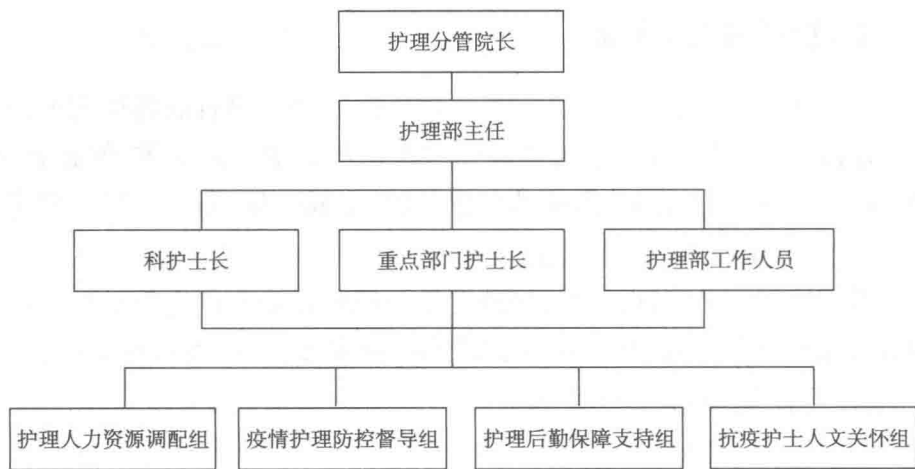 护理分管院长
护理部主任
科护士长
重点部门护士长
护理部工作人员
护理人力资源调配组
疫情护理防控督导组
护理后勤保障支持组
抗疫护士人文关怀组